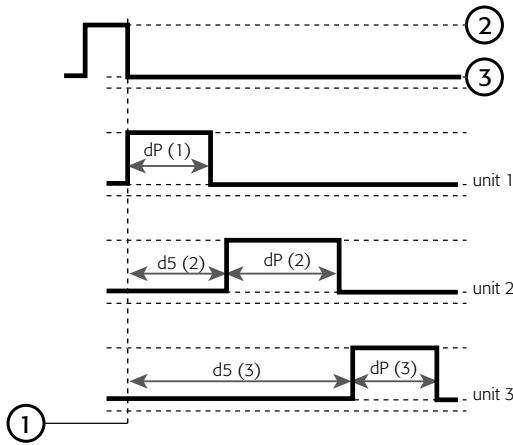 2
3
dP (1)
unit 1
d5 (2) dP (2)
unit 2
d5 (3) dP (3)
unit 3
1